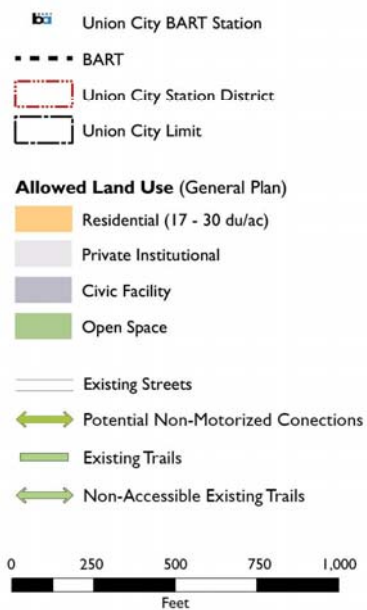 ba Union City BART Station
BART
Union City Station District
Union City Limit
Allowed Land Use (General Plan)
Residential (17 - 30 du/ac)
Private Institutional
Civic Facility
Open Space
Existing Streets
Potential Non-Motorized Conections
Existing Trails
Non-Accessible Existing Trails
0 250 500 750 1,000
Feet